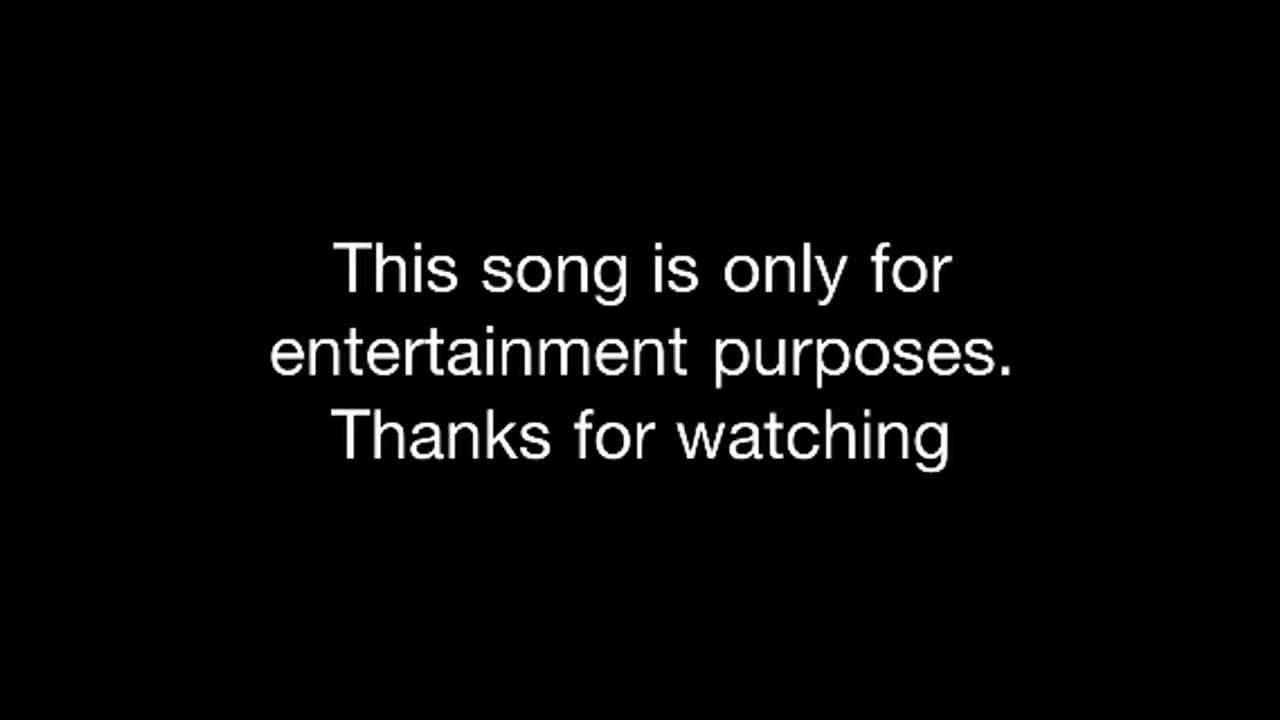 This song is only for
entertainment purposes.
Thanks for watching